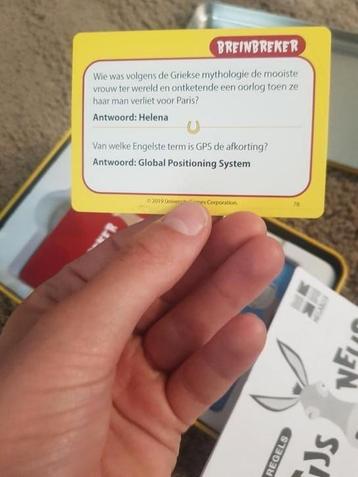 BREINBREKER
Wie was volgens de Griekse mythologie de mooiste
vrouw ter wereld en ontketende een oorlog toen ze
haar man verliet voor Paris?
Antwoord: Helena
Van welke Engelste term is GPS de afkorting?
Antwoord: Global Positioning System
© 2019 University Games Corporation. 78
REGELS